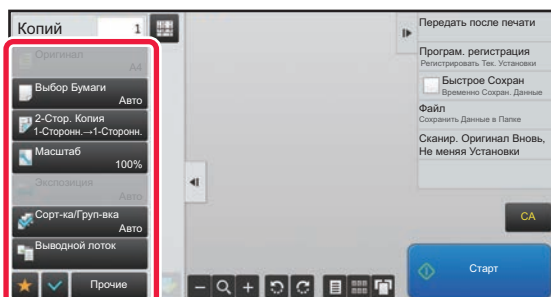 Копий 1
Оригинал
A4
Выбор Бумаги
Авто
2-Стор. Копия
1-Сторонн.→1-Сторонн.
Масштаб
100%
Экспозиция
Авто
Сорт-ка/Груп-вка
Авто
Выводной лоток
Прочие
Передать после печати
Програм. регистрация
Регистрировать Тек. Установки
Быстрое Сохран
Временно Сохран. Данные
Файл
Сохранить Данные в Папке
Сканир. Оригинал Вновь,
Не меняя Установки
CA
Старт